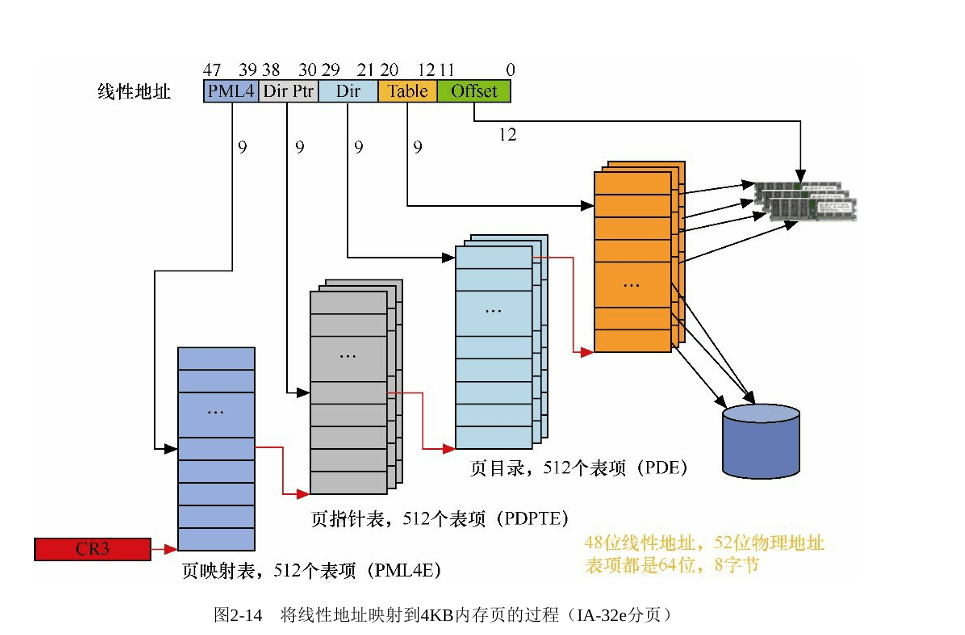 47 39 38 30 29 21 20 12 11 0
线性地址 PML4 Dir Ptr Dir Table Offset
12
9 9 9 9
...
...
...
...
页目录，512个表项（PDE）
页指针表，512个表项（PDPTE）
48位线性地址，52位物理地址
表项都是64位，8字节
CR3
页映射表，512个表项（PML4E）
图2-14 将线性地址映射到4KB内存页的过程（IA-32e分页）